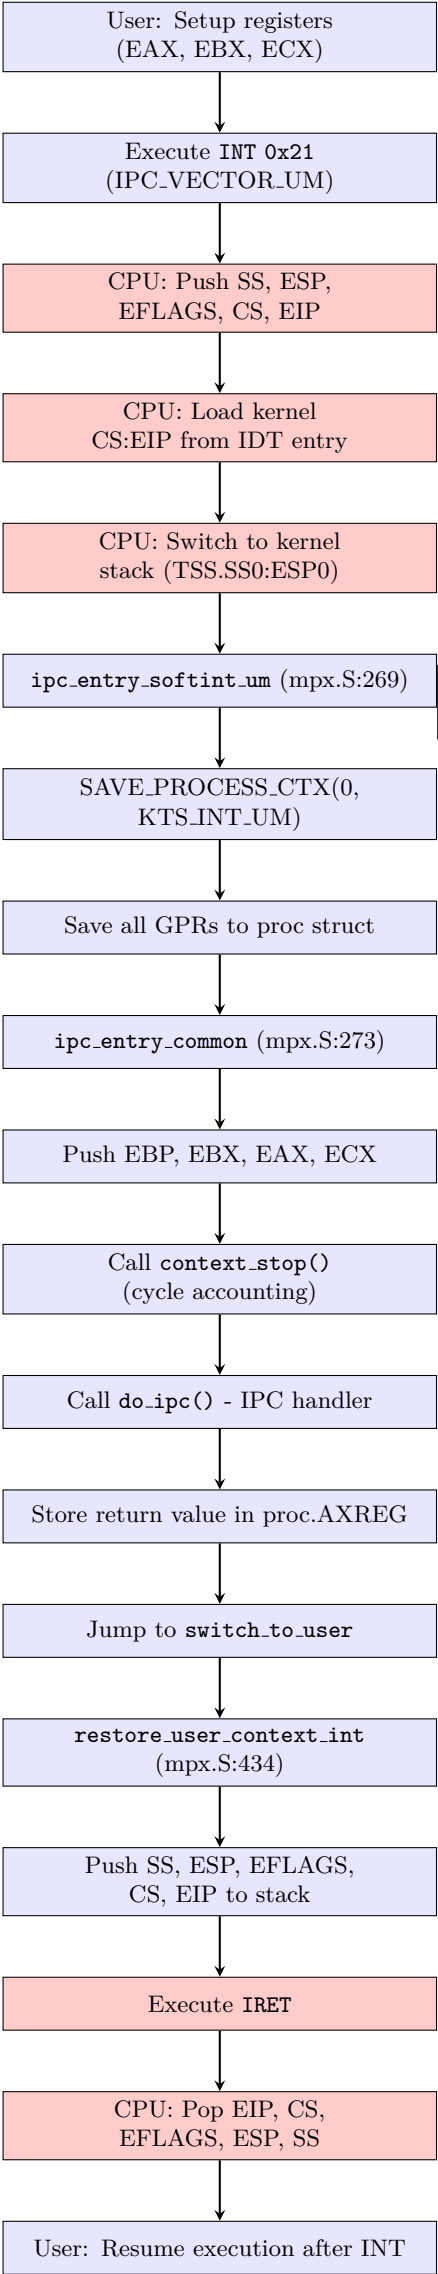 User: Setup registers
(EAX, EBX, ECX)
Execute INT 0x21
(IPC_VECTOR_UM)
CPU: Push SS, ESP,
EFLAGS, CS, EIP
CPU: Load kernel
CS:EIP from IDT entry
CPU: Switch to kernel
stack (TSS.SS0:ESP0)
ipc_entry_softint_um (mpx.S:269)
SAVE_PROCESS_CTX(0,
KTS_INT_UM)
Save all GPRs to proc struct
ipc_entry_common (mpx.S:273)
Push EBP, EBX, EAX, ECX
Call context_stop()
(cycle accounting)
Call do_ipc() - IPC handler
Store return value in proc.AXREG
Jump to switch_to_user
restore_user_context_int
(mpx.S:434)
Push SS, ESP, EFLAGS,
CS, EIP to stack
Execute IRET
CPU: Pop EIP, CS,
EFLAGS, ESP, SS
User: Resume execution after INT